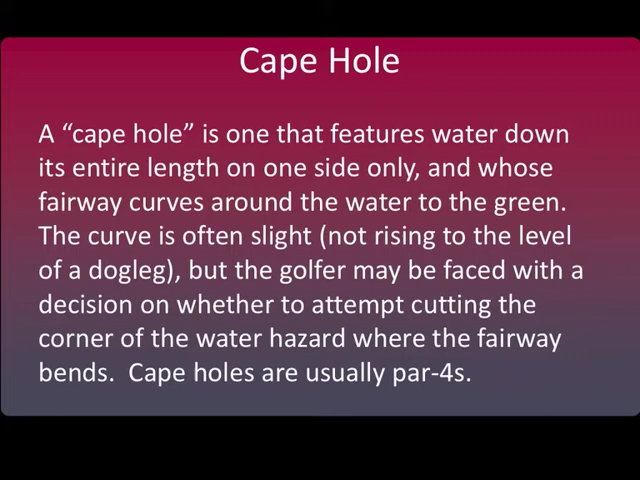 Cape Hole
A “cape hole” is one that features water down
its entire length on one side only, and whose
fairway curves around the water to the green.
The curve is often slight (not rising to the level
of a dogleg), but the golfer may be faced with a
decision on whether to attempt cutting the
corner of the water hazard where the fairway
bends.  Cape holes are usually par-4s.